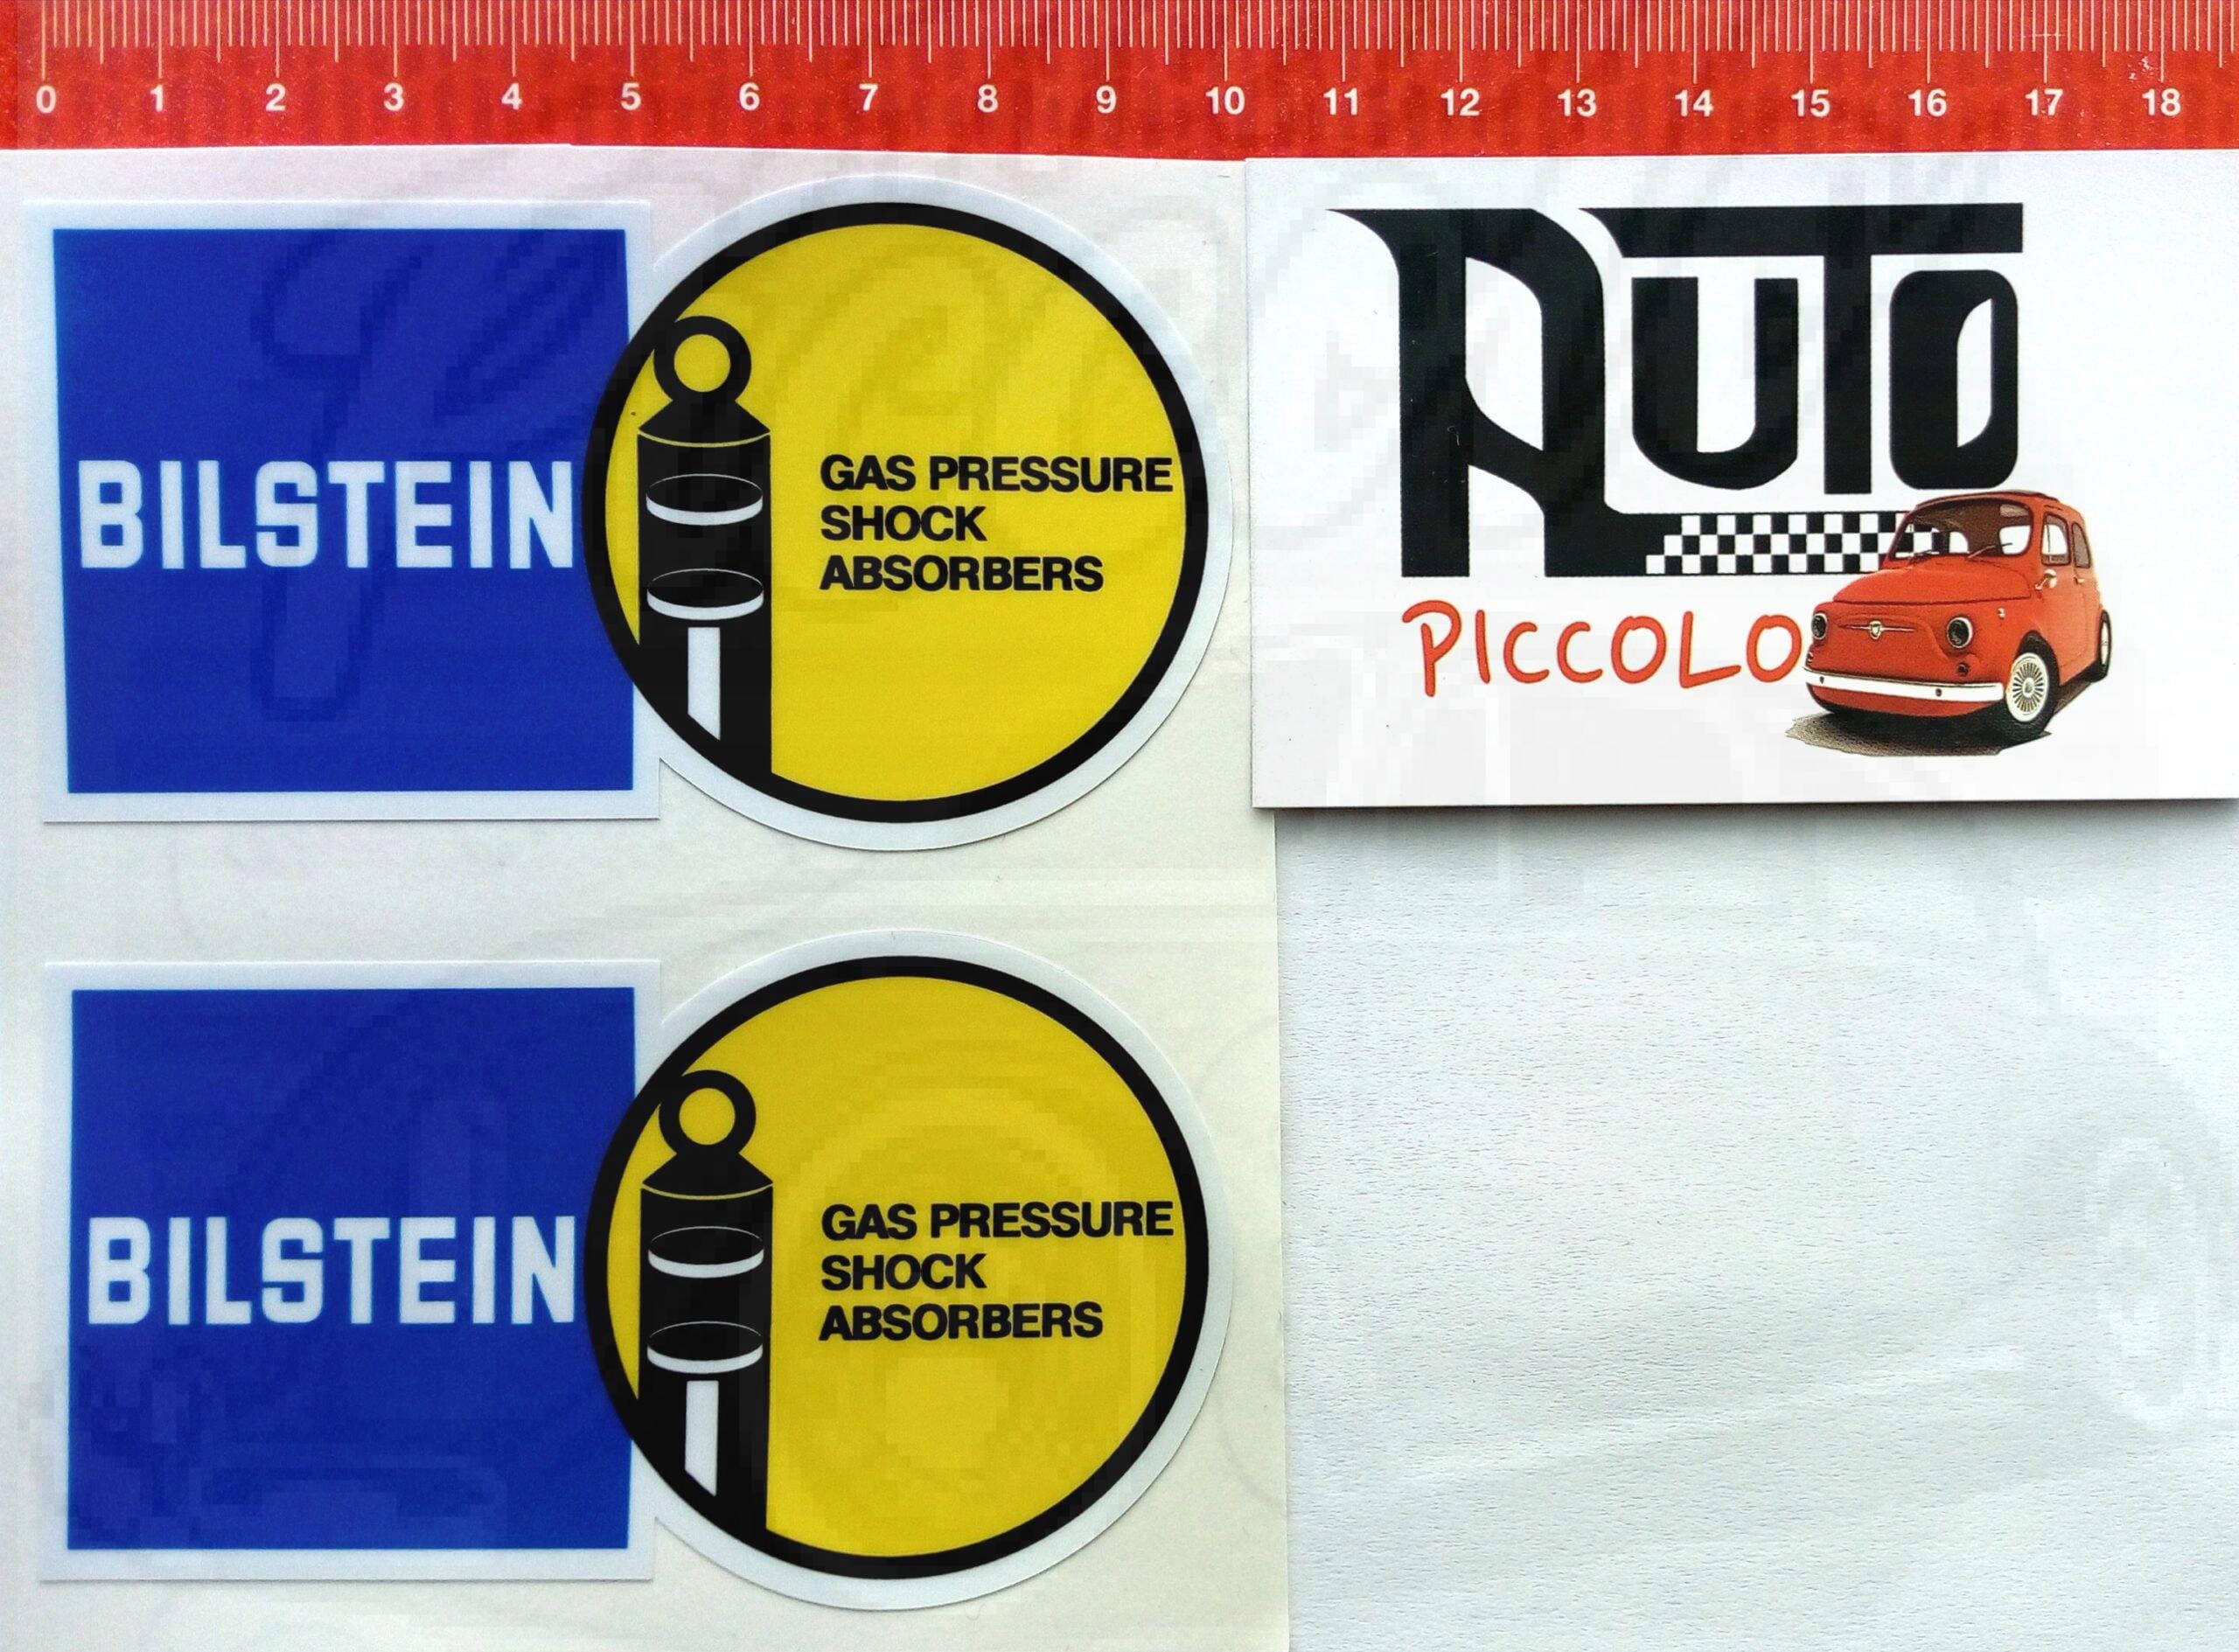 0 1 2 3 4 5 6 7 8 9 10 11 12 13 14 15 16 17 18
BILSTEIN
GAS PRESSURE
SHOCK
ABSORBERS
AUTO
PICCOLO
BILSTEIN
GAS PRESSURE
SHOCK
ABSORBERS